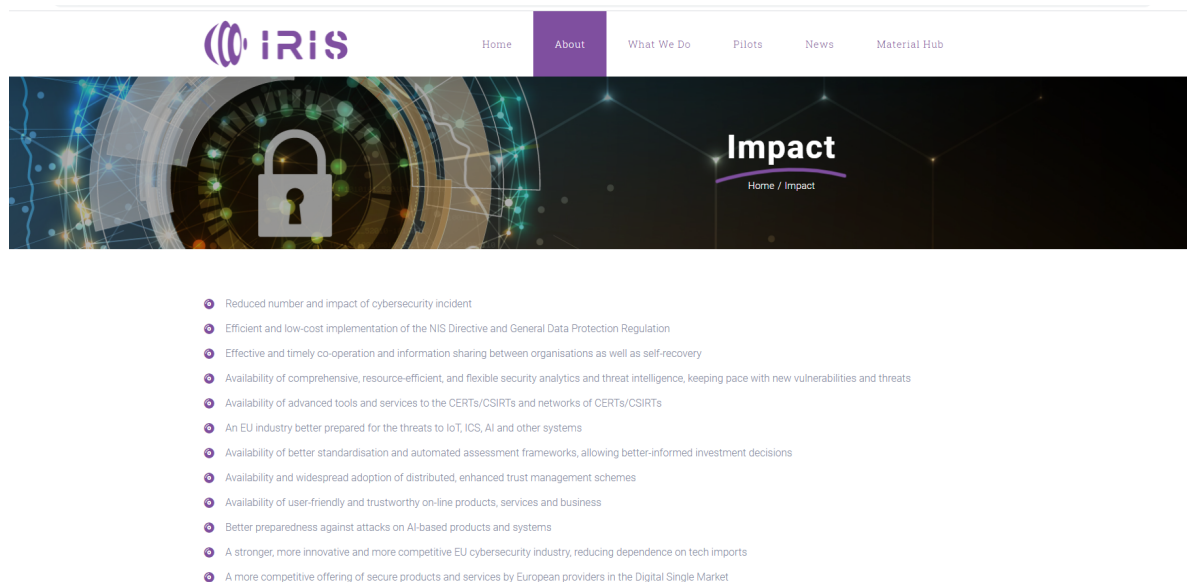 IRIS
Home
About
What We Do
Pilots
News
Material Hub
Impact
Home / Impact
Reduced number and impact of cybersecurity incident
Efficient and low-cost implementation of the NIS Directive and General Data Protection Regulation
Effective and timely co-operation and information sharing between organisations as well as self-recovery
Availability of comprehensive, resource-efficient, and flexible security analytics and threat intelligence, keeping pace with new vulnerabilities and threats
Availability of advanced tools and services to the CERTs/CSIRTs and networks of CERTs/CSIRTs
An EU industry better prepared for the threats to IoT, ICS, AI and other systems
Availability of better standardisation and automated assessment frameworks, allowing better-informed investment decisions
Availability and widespread adoption of distributed, enhanced trust management schemes
Availability of user-friendly and trustworthy on-line products, services and business
Better preparedness against attacks on AI-based products and systems
A stronger, more innovative and more competitive EU cybersecurity industry, reducing dependence on tech imports
A more competitive offering of secure products and services by European providers in the Digital Single Market